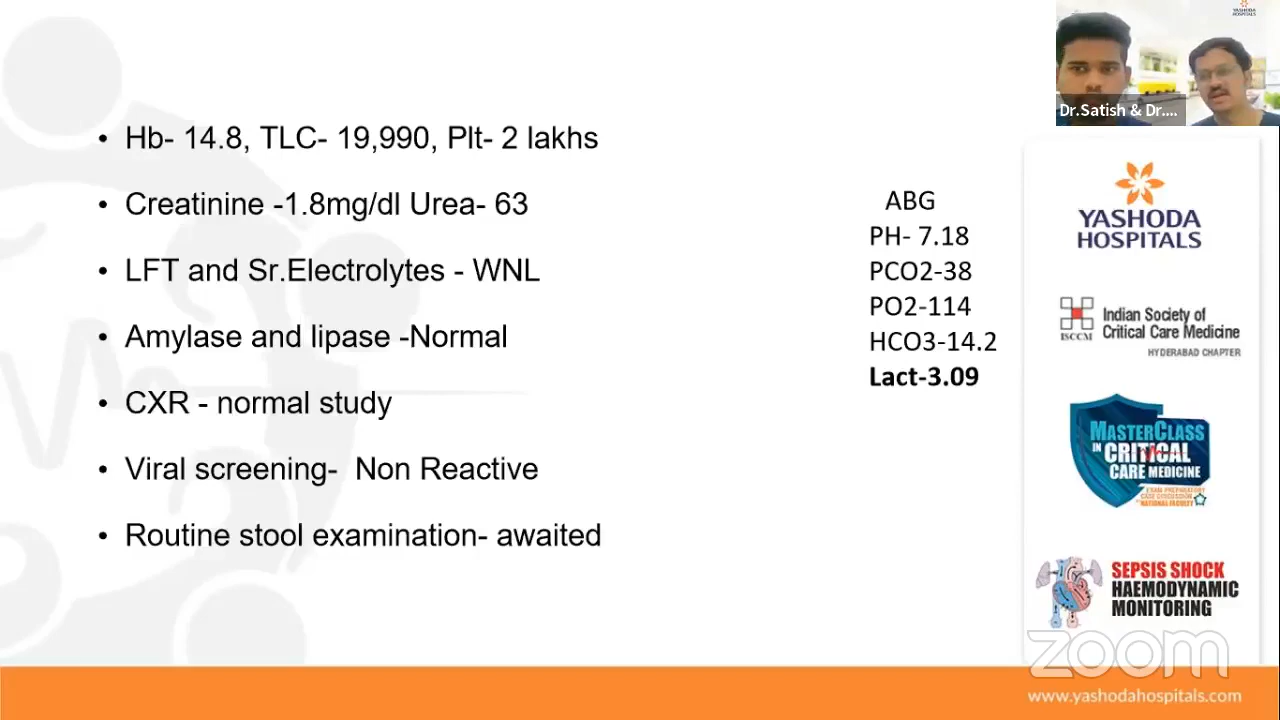 YASHODA
HOSPITALS
Dr.Satish & Dr....
• Hb- 14.8, TLC- 19,990, Plt- 2 lakhs
• Creatinine -1.8mg/dl Urea- 63
• LFT and Sr.Electrolytes - WNL
• Amylase and lipase -Normal
• CXR - normal study
• Viral screening-  Non Reactive
• Routine stool examination- awaited
ABG
PH- 7.18
PCO2-38
PO2-114
HCO3-14.2
Lact-3.09
YASHODA
HOSPITALS
ISCCM
Indian Society of
Critical Care Medicine
HYDERABAD CHAPTER
MASTERCLASS
IN CRITICAL
CARE MEDICINE
EXAM PREPARATORY
CASE DISCUSSION
NATIONAL FACULTY
SEPSIS SHOCK
HAEMODYNAMIC
MONITORING
zoom
www.yashodahospitals.com